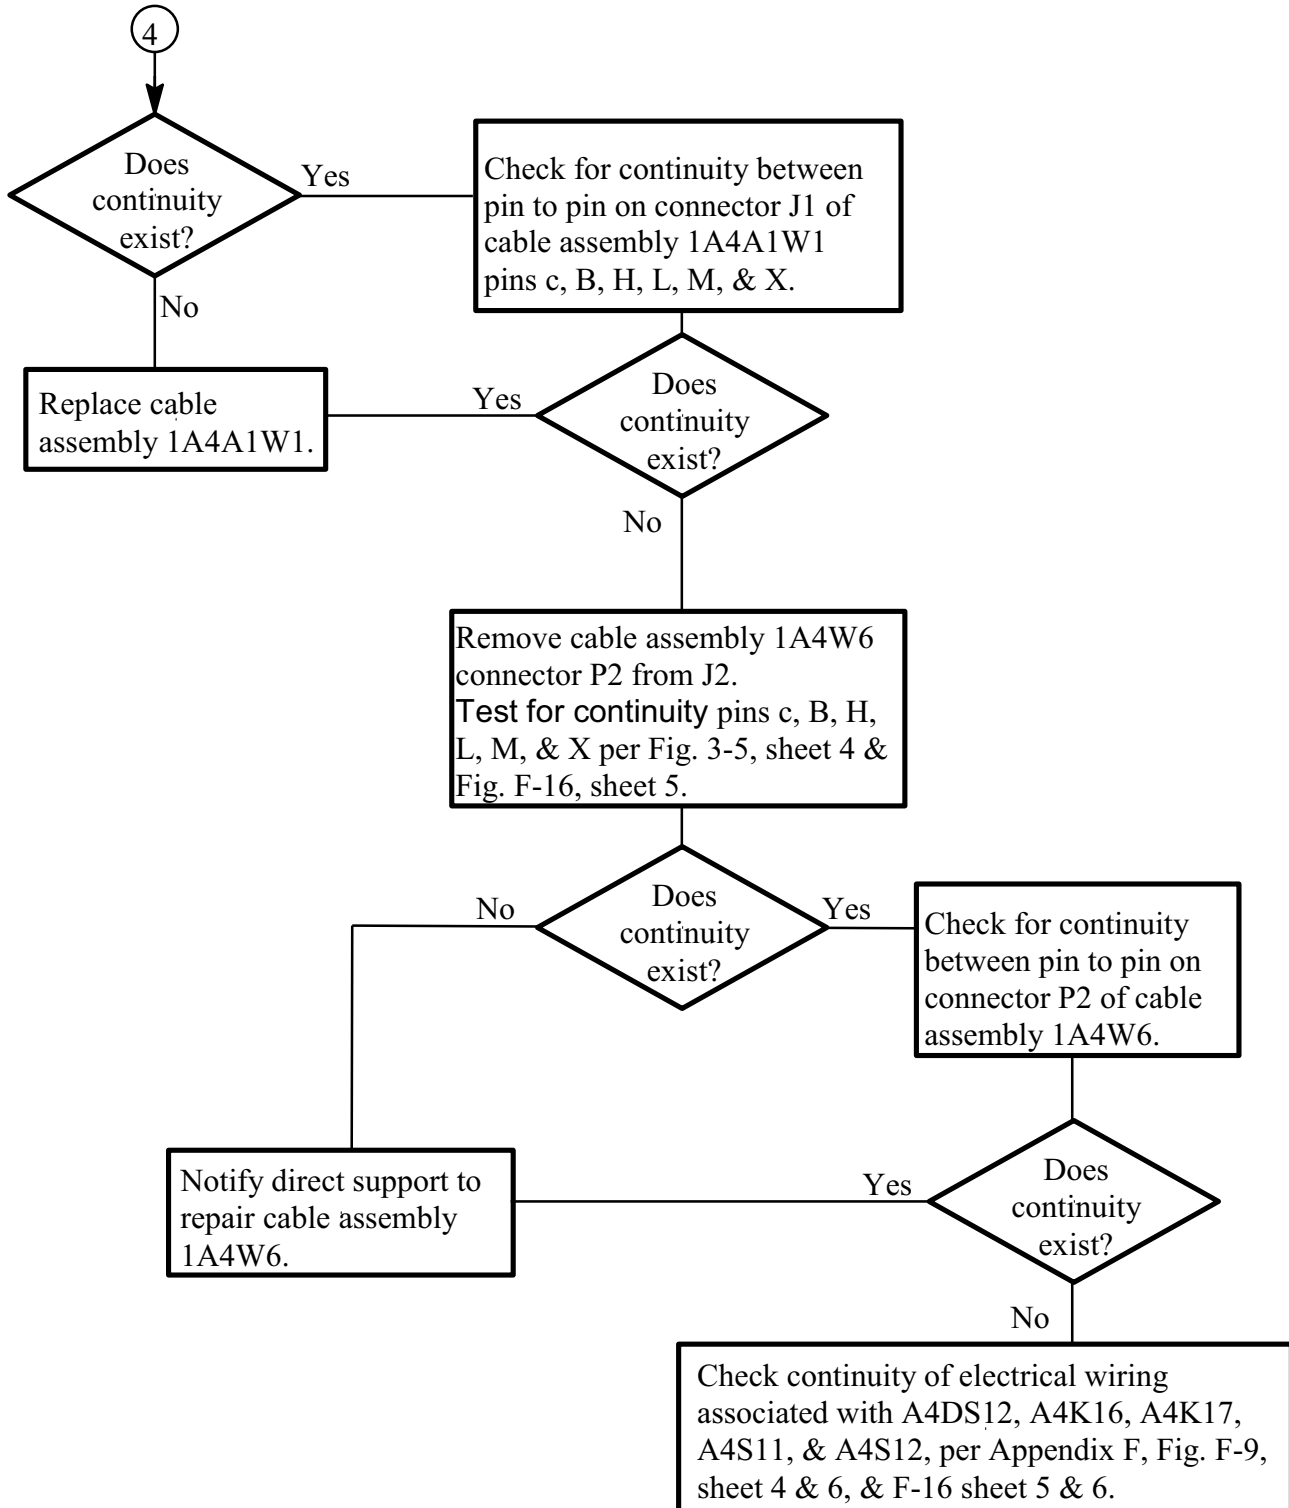 4
Does
continuity
exist?
Yes
Check for continuity between
pin to pin on connector J1 of
cable assembly 1A4A1W1
pins c, B, H, L, M, & X.
No
Replace cable
assembly 1A4A1W1.
Yes
Does
continuity
exist?
No
Remove cable assembly 1A4W6
connector P2 from J2.
Test for continuity pins c, B, H,
L, M, & X per Fig. 3-5, sheet 4 &
Fig. F-16, sheet 5.
No
Does
continuity
exist?
Yes
Check for continuity
between pin to pin on
connector P2 of cable
assembly 1A4W6.
Notify direct support to
repair cable assembly
1A4W6.
Yes
Does
continuity
exist?
No
Check continuity of electrical wiring
associated with A4DS12, A4K16, A4K17,
A4S11, & A4S12, per Appendix F, Fig. F-9,
sheet 4 & 6, & F-16 sheet 5 & 6.